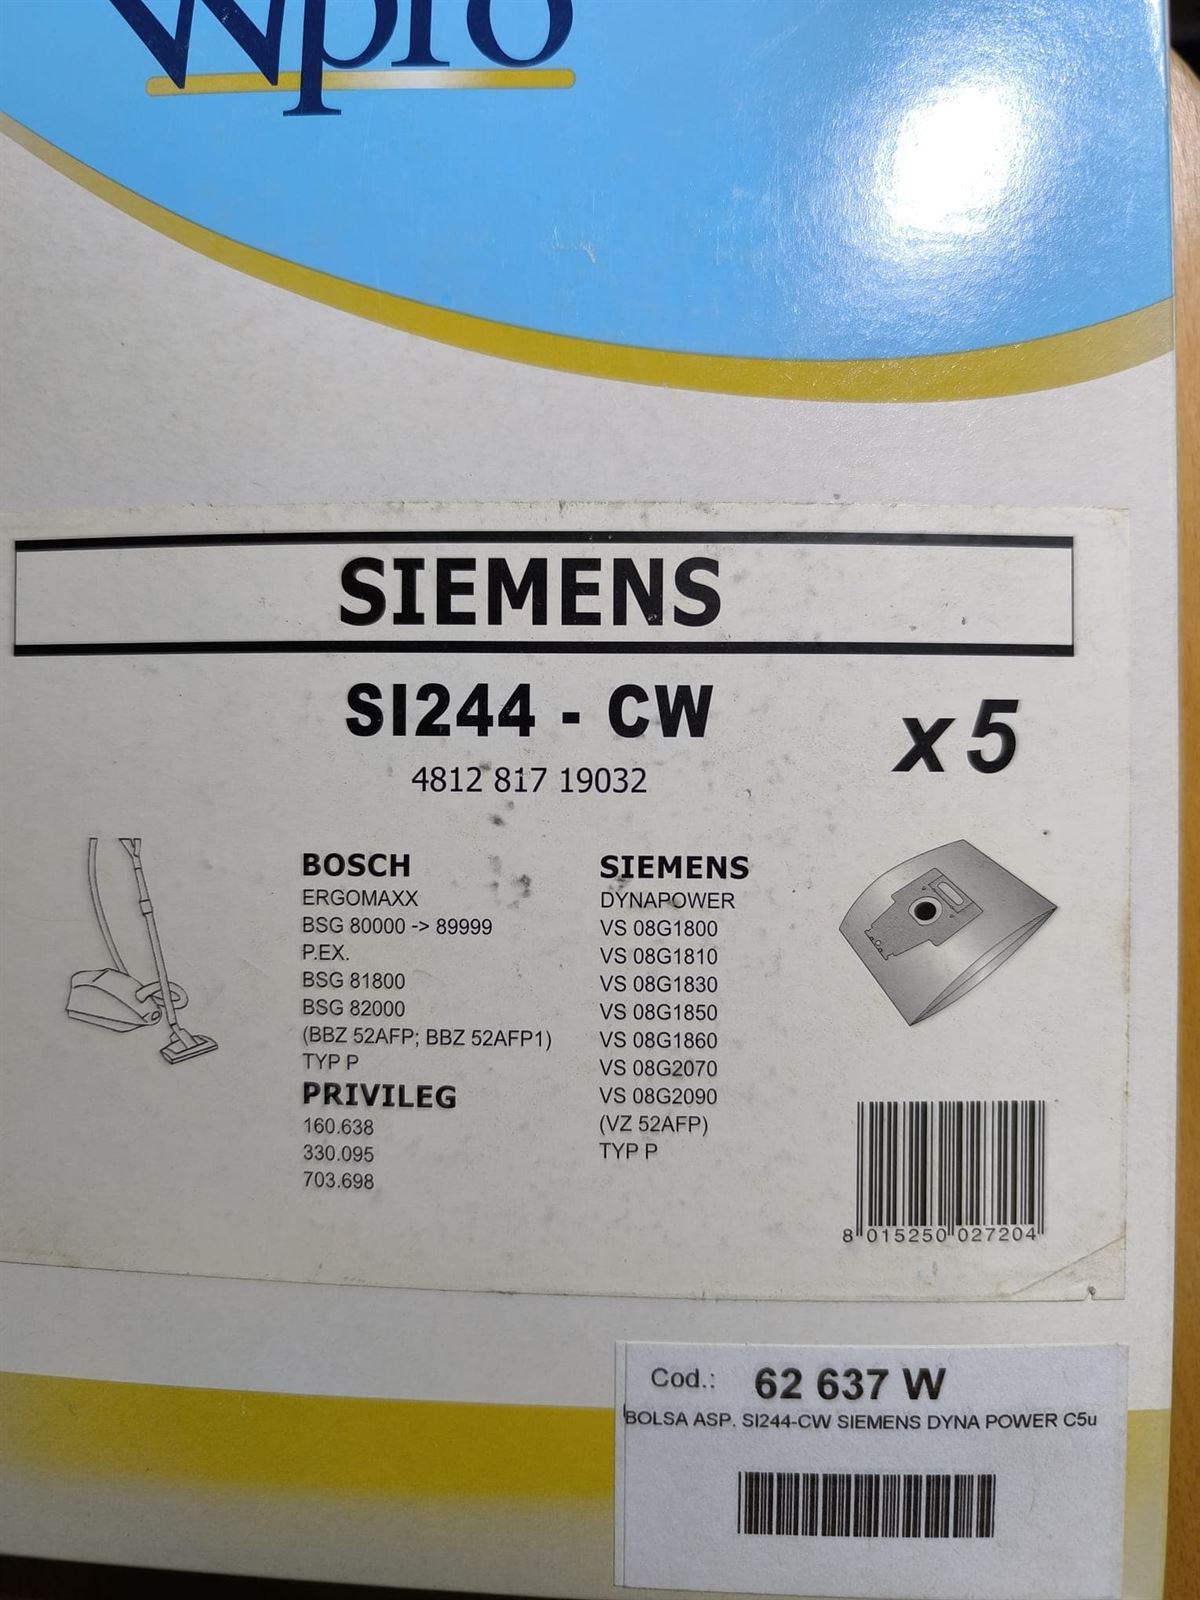 Wpro
SIEMENS
SI244 - CW
x5
4812 817 19032
BOSCH
ERGOMAXX
BSG 80000 -> 89999
P.EX.
BSG 81800
BSG 82000
(BBZ 52AFP; BBZ 52AFP1)
TYP P
PRIVILEG
160.638
330.095
703.698
SIEMENS
DYNAPOWER
VS 08G1800
VS 08G1810
VS 08G1830
VS 08G1850
VS 08G1860
VS 08G2070
VS 08G2090
(VZ 52AFP)
TYP P
8 015250 027204
Cod.: 62 637 W
BOLSA ASP. SI244-CW SIEMENS DYNA POWER C5u